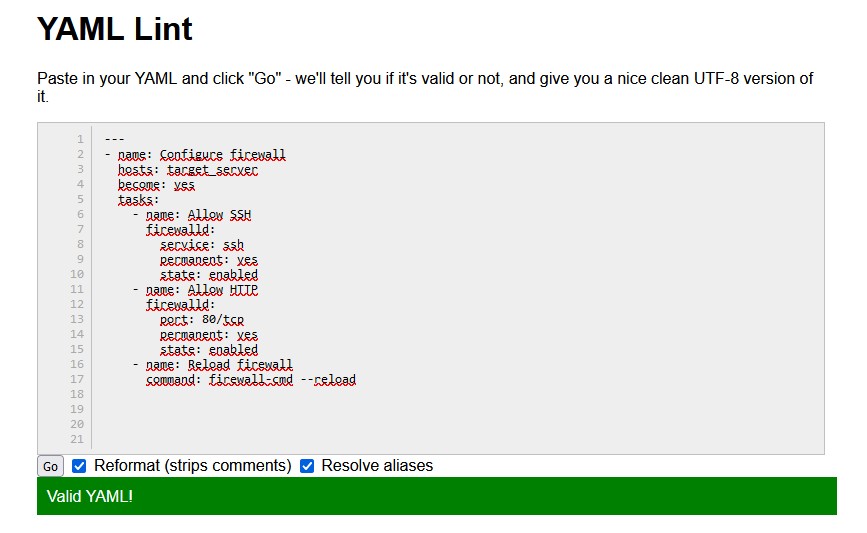 YAML Lint
Paste in your YAML and click "Go" - we'll tell you if it's valid or not, and give you a nice clean UTF-8 version of
it.
1 ---
2 - name: Configure firewall
3   hosts: target_server
4   become: yes
5   tasks:
6     - name: Allow SSH
7       firewalld:
8         service: ssh
9         permanent: yes
10         state: enabled
11     - name: Allow HTTP
12       firewalld:
13         port: 80/tcp
14         permanent: yes
15         state: enabled
16     - name: Reload firewall
17       command: firewall-cmd --reload
18
19
20
21
Go Reformat (strips comments) Resolve aliases
Valid YAML!